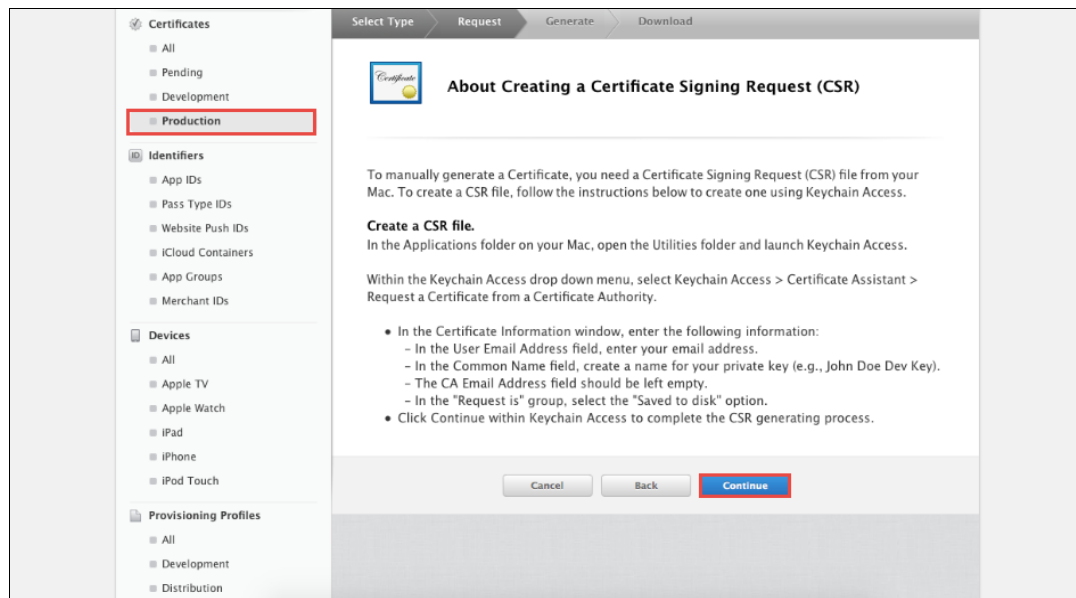 Certificates
All
Pending
Development
Production
ID Identifiers
App IDs
Pass Type IDs
Website Push IDs
iCloud Containers
App Groups
Merchant IDs
Devices
All
Apple TV
Apple Watch
iPad
iPhone
iPod Touch
Provisioning Profiles
All
Development
Distribution
Select Type Request Generate Download
Certificate
About Creating a Certificate Signing Request (CSR)
To manually generate a Certificate, you need a Certificate Signing Request (CSR) file from your
Mac. To create a CSR file, follow the instructions below to create one using Keychain Access.
Create a CSR file.
In the Applications folder on your Mac, open the Utilities folder and launch Keychain Access.
Within the Keychain Access drop down menu, select Keychain Access > Certificate Assistant >
Request a Certificate from a Certificate Authority.
• In the Certificate Information window, enter the following information:
– In the User Email Address field, enter your email address.
– In the Common Name field, create a name for your private key (e.g., John Doe Dev Key).
– The CA Email Address field should be left empty.
– In the "Request is" group, select the "Saved to disk" option.
• Click Continue within Keychain Access to complete the CSR generating process.
Cancel Back Continue